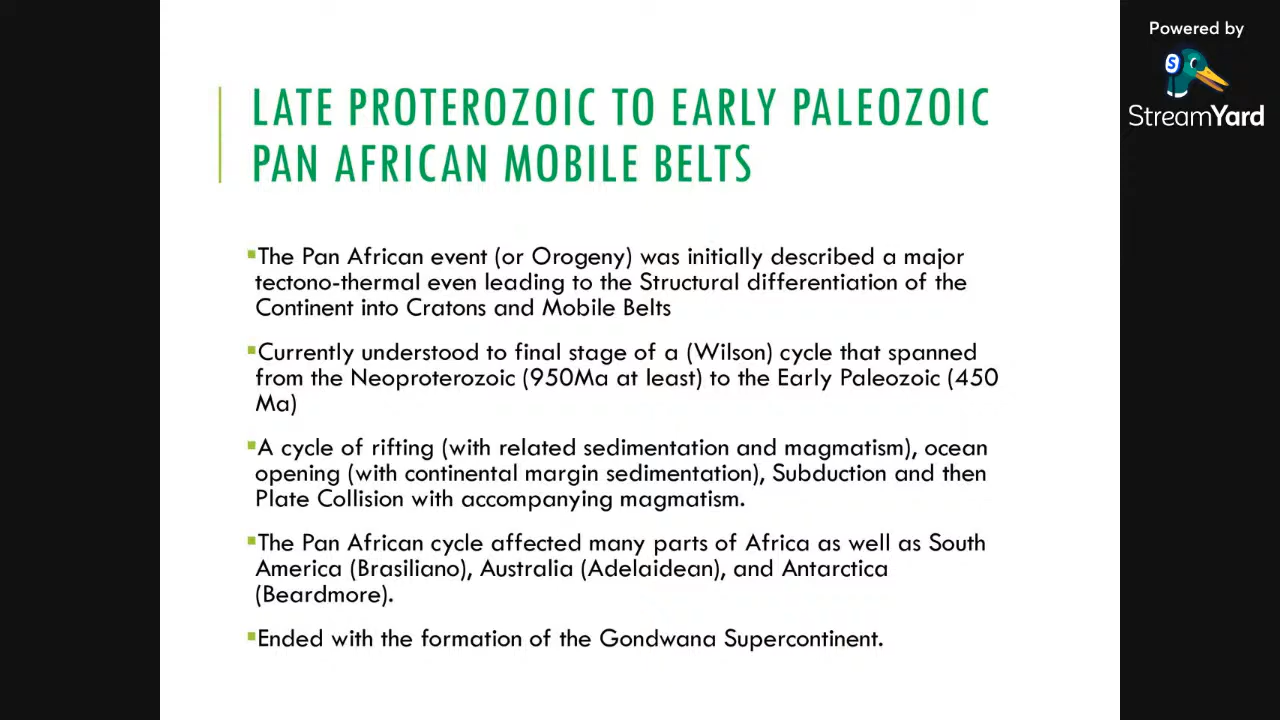 LATE PROTEROZOIC TO EARLY PALEOZOIC
PAN AFRICAN MOBILE BELTS
▪The Pan African event (or Orogeny) was initially described a major
tectono-thermal even leading to the Structural differentiation of the
Continent into Cratons and Mobile Belts
▪Currently understood to final stage of a (Wilson) cycle that spanned
from the Neoproterozoic (950Ma at least) to the Early Paleozoic (450
Ma)
▪A cycle of rifting (with related sedimentation and magmatism), ocean
opening (with continental margin sedimentation), Subduction and then
Plate Collision with accompanying magmatism.
▪The Pan African cycle affected many parts of Africa as well as South
America (Brasiliano), Australia (Adelaidean), and Antarctica
(Beardmore).
▪Ended with the formation of the Gondwana Supercontinent.
Powered by
S
StreamYard